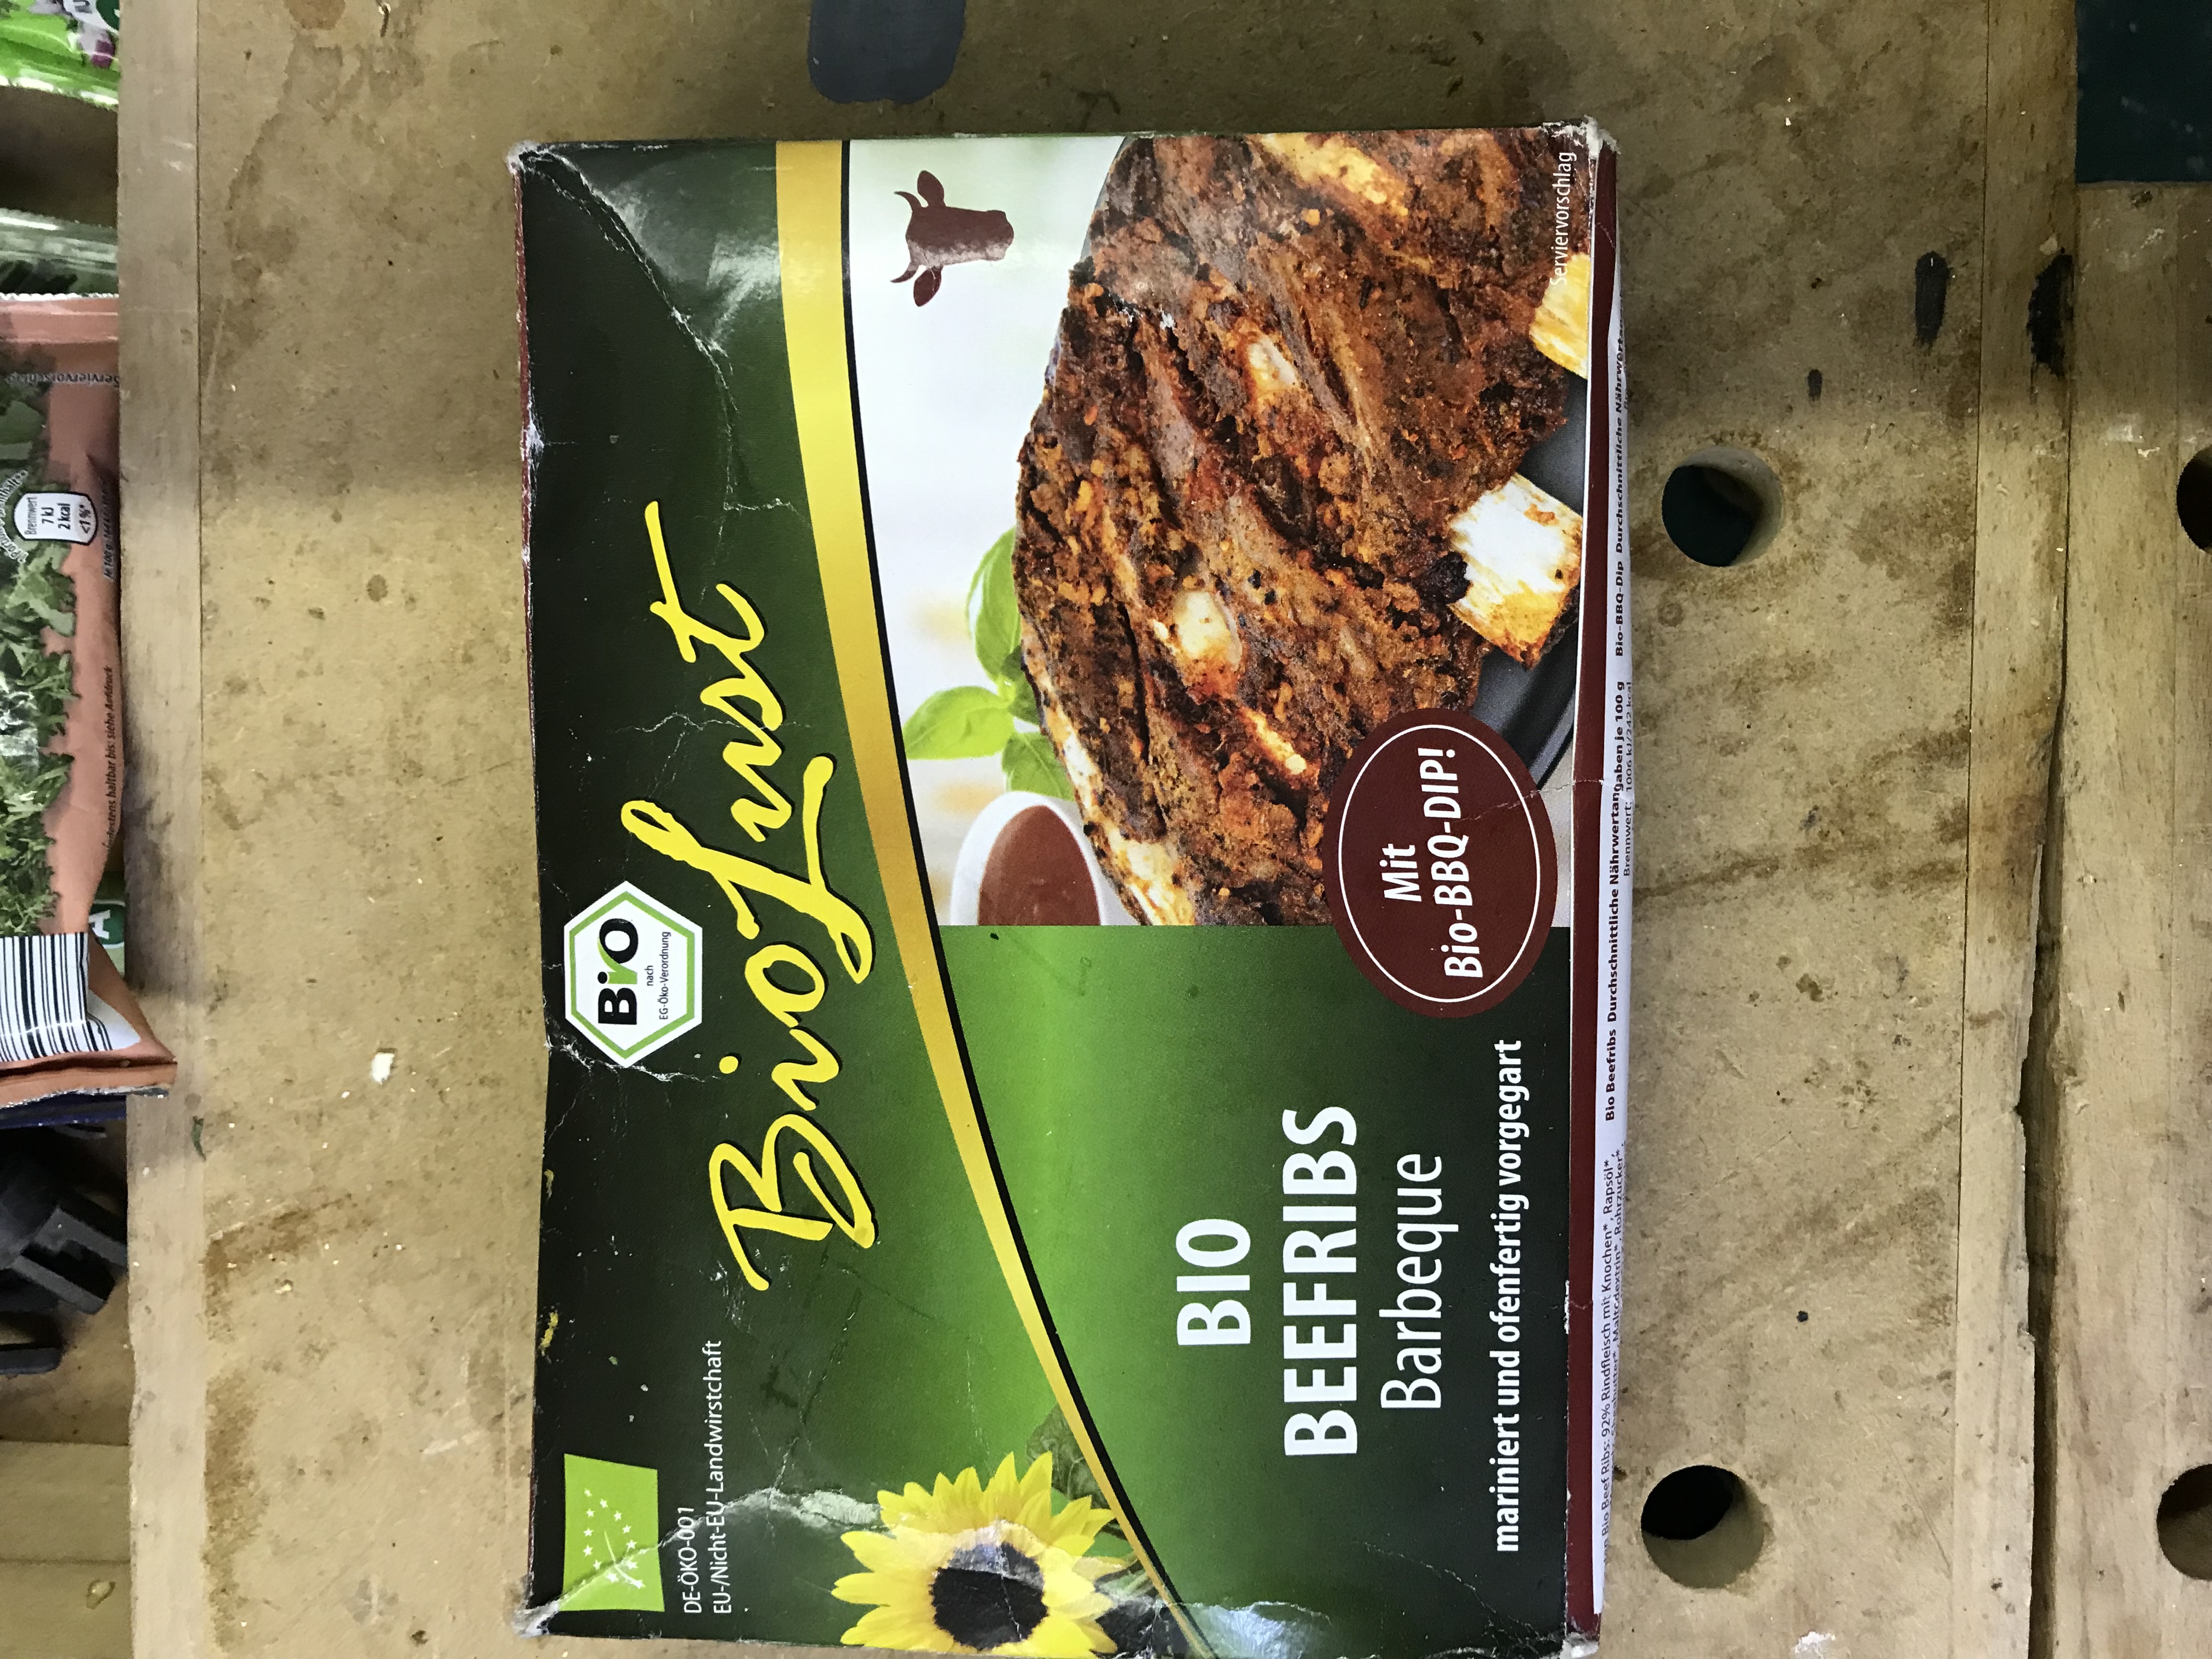 Brennwert
7 kJ
2 kcal
<1%*
mindestens haltbar bis: siehe Aufdruck
Serviervorschlag
BiO
nach
EG-Öko-Verordnung
DE-ÖKO-001
EU-/Nicht-EU-Landwirstchaft
BioLust
BIO
BEEFRIBS
Barbeque
mariniert und ofenfertig vorgegart
Mit
Bio-BBQ-DIP!
Serviervorschlag
Bio Beef Ribs: 92% Rindfleisch mit Knochen*, Rapsöl*,
Sheabutter*, Maltodextrin*, Rohrzucker*,
Bio Beefribs Durchschnittliche Nährwertangaben je 100 g
Brennwert: 1006 kJ/242 kcal
Bio-BBQ-Dip Durchschnittliche